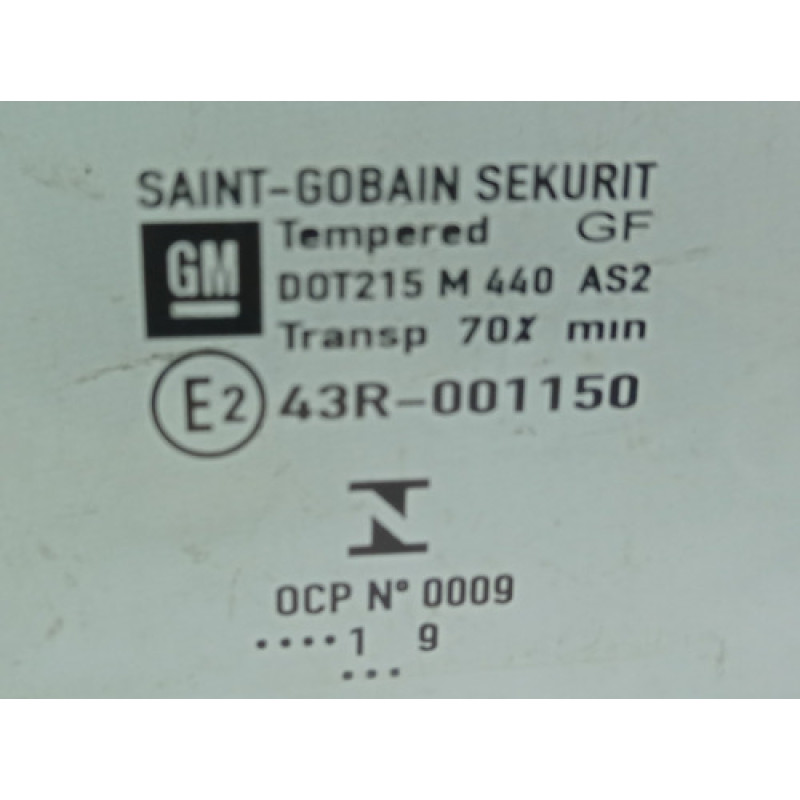 SAINT-GOBAIN SEKURIT
GM
Tempered GF
DOT215 M 440 AS2
Transp 70% min
E2 43R-001150
OCP N° 0009
....1 9
...